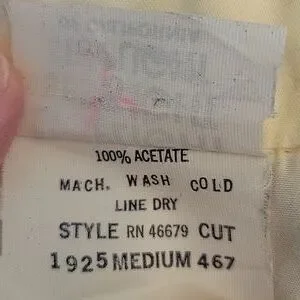 100% ACETATE
MACH. WASH COLD
LINE DRY
STYLE RN 46679 CUT
1925 MEDIUM 467